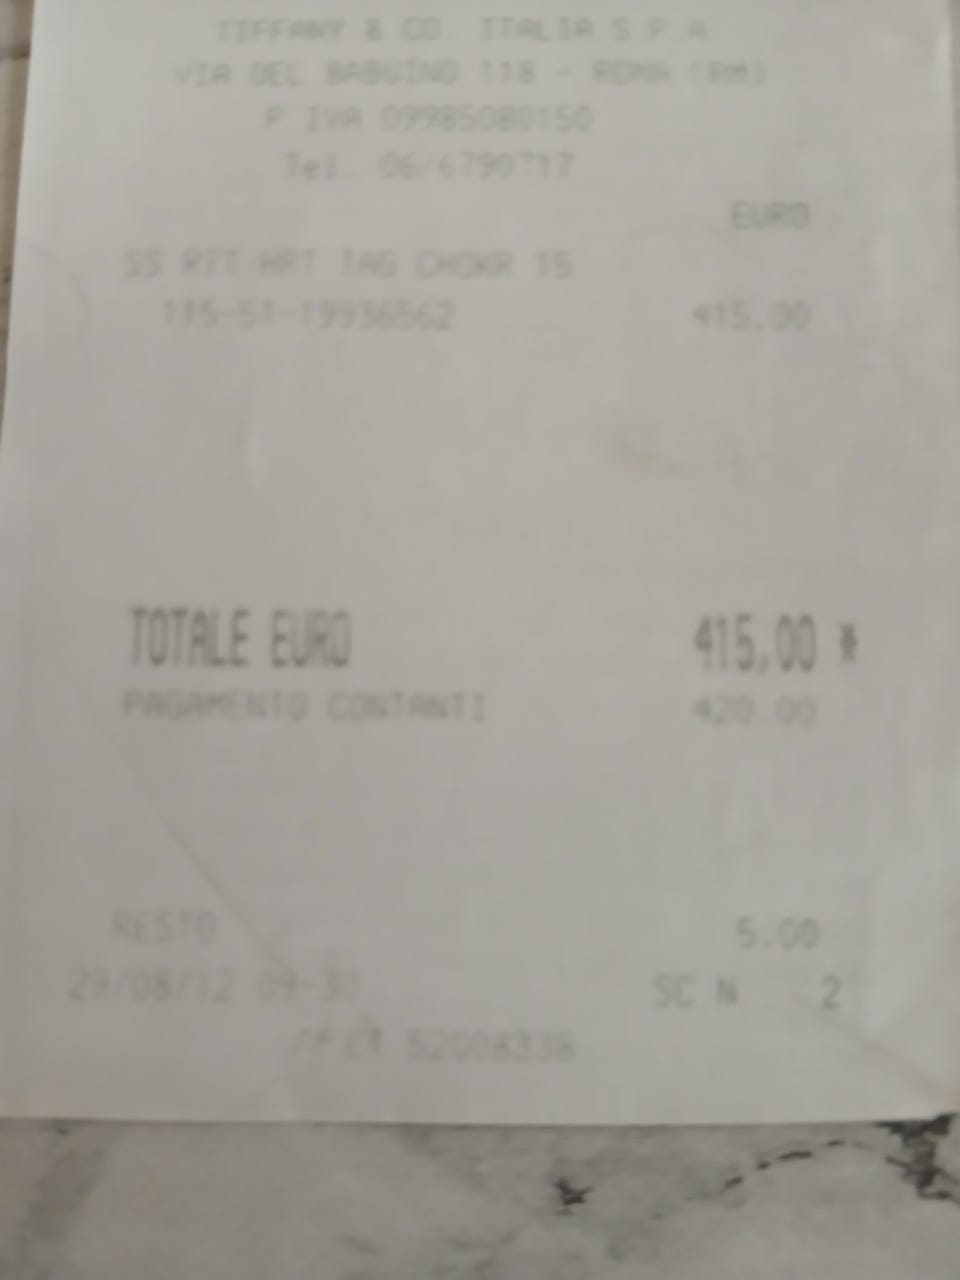 TIFFANY & CO. ITALIA S.P.A.
VIA DEL BABUINO 118 - ROMA (RM)
P.IVA 09985080150
Tel. 06/6790717
EURO
SS RTT HRT TAG CHOKR 15
115-51-19936562 415,00
TOTALE EURO 415,00 *
PAGAMENTO CONTANTI 420,00
RESTO 5,00
29/08/12 09-30 SC N 2
52008338